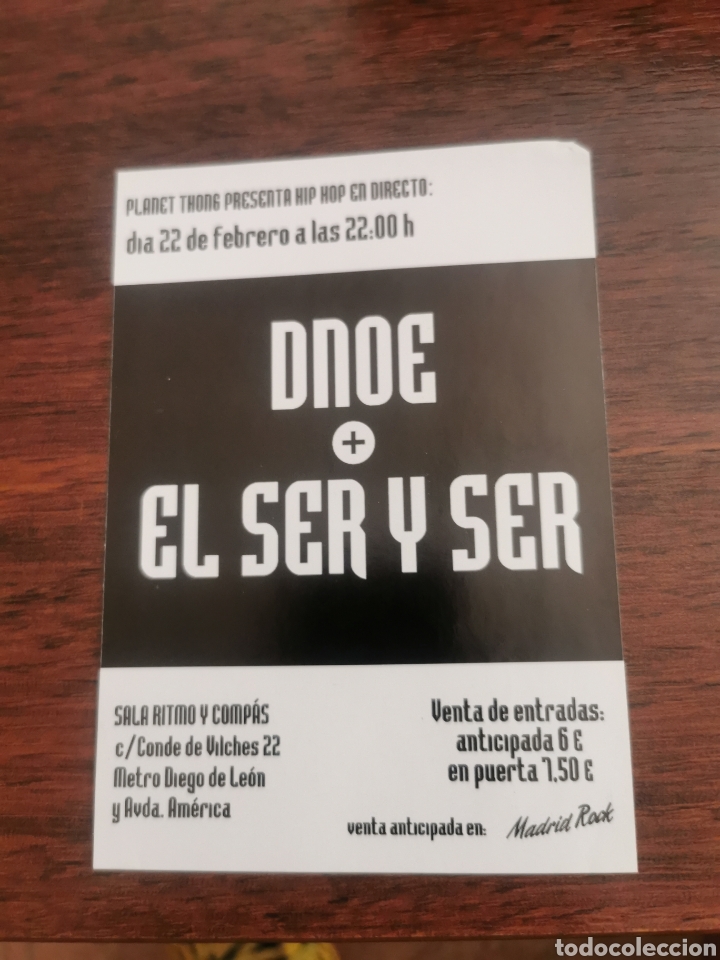 PLANET THONG PRESENTA HIP HOP EN DIRECTO:
dia 22 de febrero a las 22:00 h
DNOE
+
EL SER Y SER
SALA RITMO Y COMPÁS
c/Conde de Vilches 22
Metro Diego de León
y Avda. América
Venta de entradas:
anticipada 6 €
en puerta 7,50 €
venta anticipada en: Madrid Rock
todocoleccion